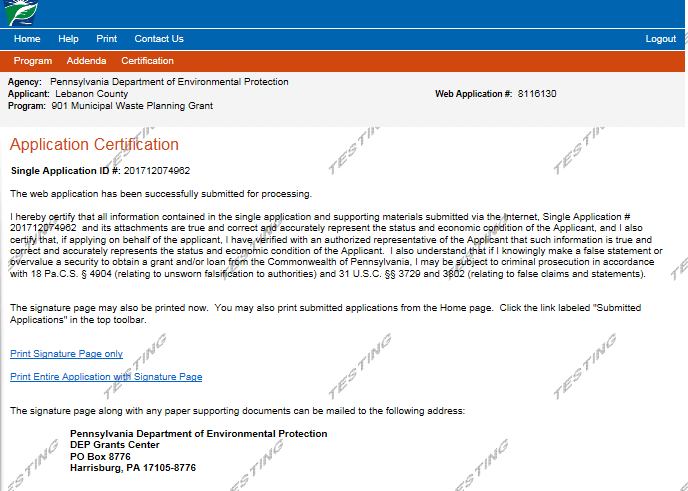 Home Help Print Contact Us Logout
Program Addenda Certification
Agency: Pennsylvania Department of Environmental Protection
Applicant: Lebanon County Web Application #: 8116130
Program: 901 Municipal Waste Planning Grant
Application Certification
Single Application ID #: 201712074962
The web application has been successfully submitted for processing.
I hereby certify that all information contained in the single application and supporting materials submitted via the Internet, Single Application #
201712074962 and its attachments are true and correct and accurately represent the status and economic condition of the Applicant, and I also
certify that, if applying on behalf of the applicant, I have verified with an authorized representative of the Applicant that such information is true and
correct and accurately represents the status and economic condition of the Applicant. I also understand that if I knowingly make a false statement or
overvalue a security to obtain a grant and/or loan from the Commonwealth of Pennsylvania, I may be subject to criminal prosecution in accordance
with 18 Pa.C.S. § 4904 (relating to unsworn falsification to authorities) and 31 U.S.C. §§ 3729 and 3802 (relating to false claims and statements).
The signature page may also be printed now. You may also print submitted applications from the Home page. Click the link labeled "Submitted
Applications" in the top toolbar.
Print Signature Page only
Print Entire Application with Signature Page
The signature page along with any paper supporting documents can be mailed to the following address:
Pennsylvania Department of Environmental Protection
DEP Grants Center
PO Box 8776
Harrisburg, PA 17105-8776
TESTING
TESTING
TESTING
TESTING
TESTING
TESTING
TESTING
TESTING
TESTING
TESTING
TESTING